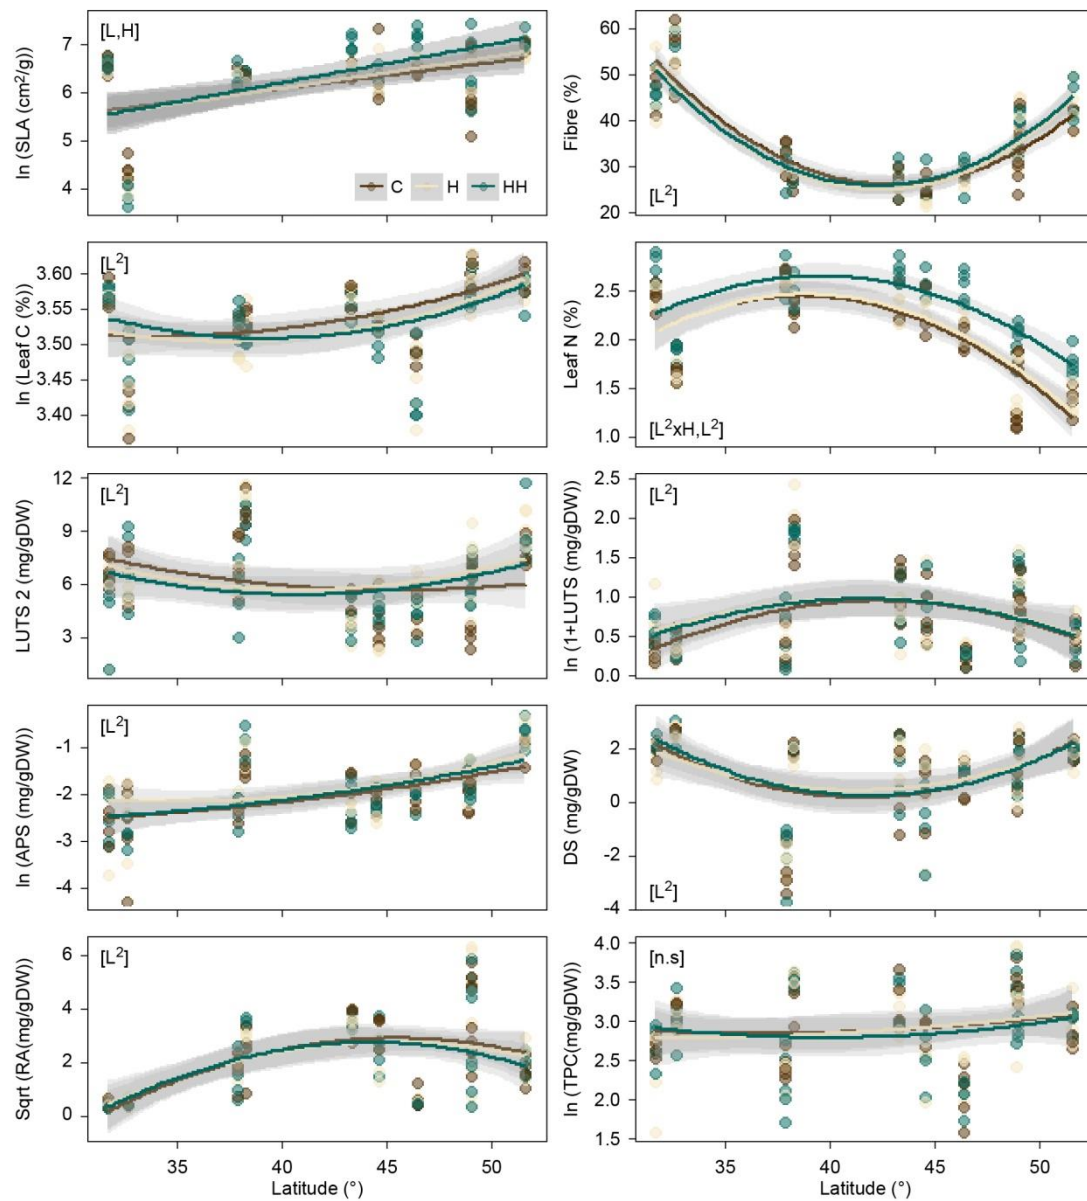 [L,H]
ln (SLA (cm²/g))
7
6
5
4
C H HH
Fibre (%)
60
50
40
30
20
[L²]
ln (Leaf C (%))
[L²]
3.60
3.55
3.50
3.45
3.40
Leaf N (%)
2.5
2.0
1.5
1.0
[L²xH,L²]
LUTS 2 (mg/gDW)
12
9
6
3
[L²]
ln (1+LUTS (mg/gDW))
2.5
2.0
1.5
1.0
0.5
0.0
[L²]
ln (APS (mg/gDW))
[L²]
-1
-2
-3
-4
DS (mg/gDW)
2
0
-2
-4
[L²]
Sqrt (RA(mg/gDW))
6
4
2
0
[L²]
35 40 45 50
Latitude (°)
ln (TPC(mg/gDW))
4.0
3.5
3.0
2.5
2.0
1.5
[n.s]
35 40 45 50
Latitude (°)